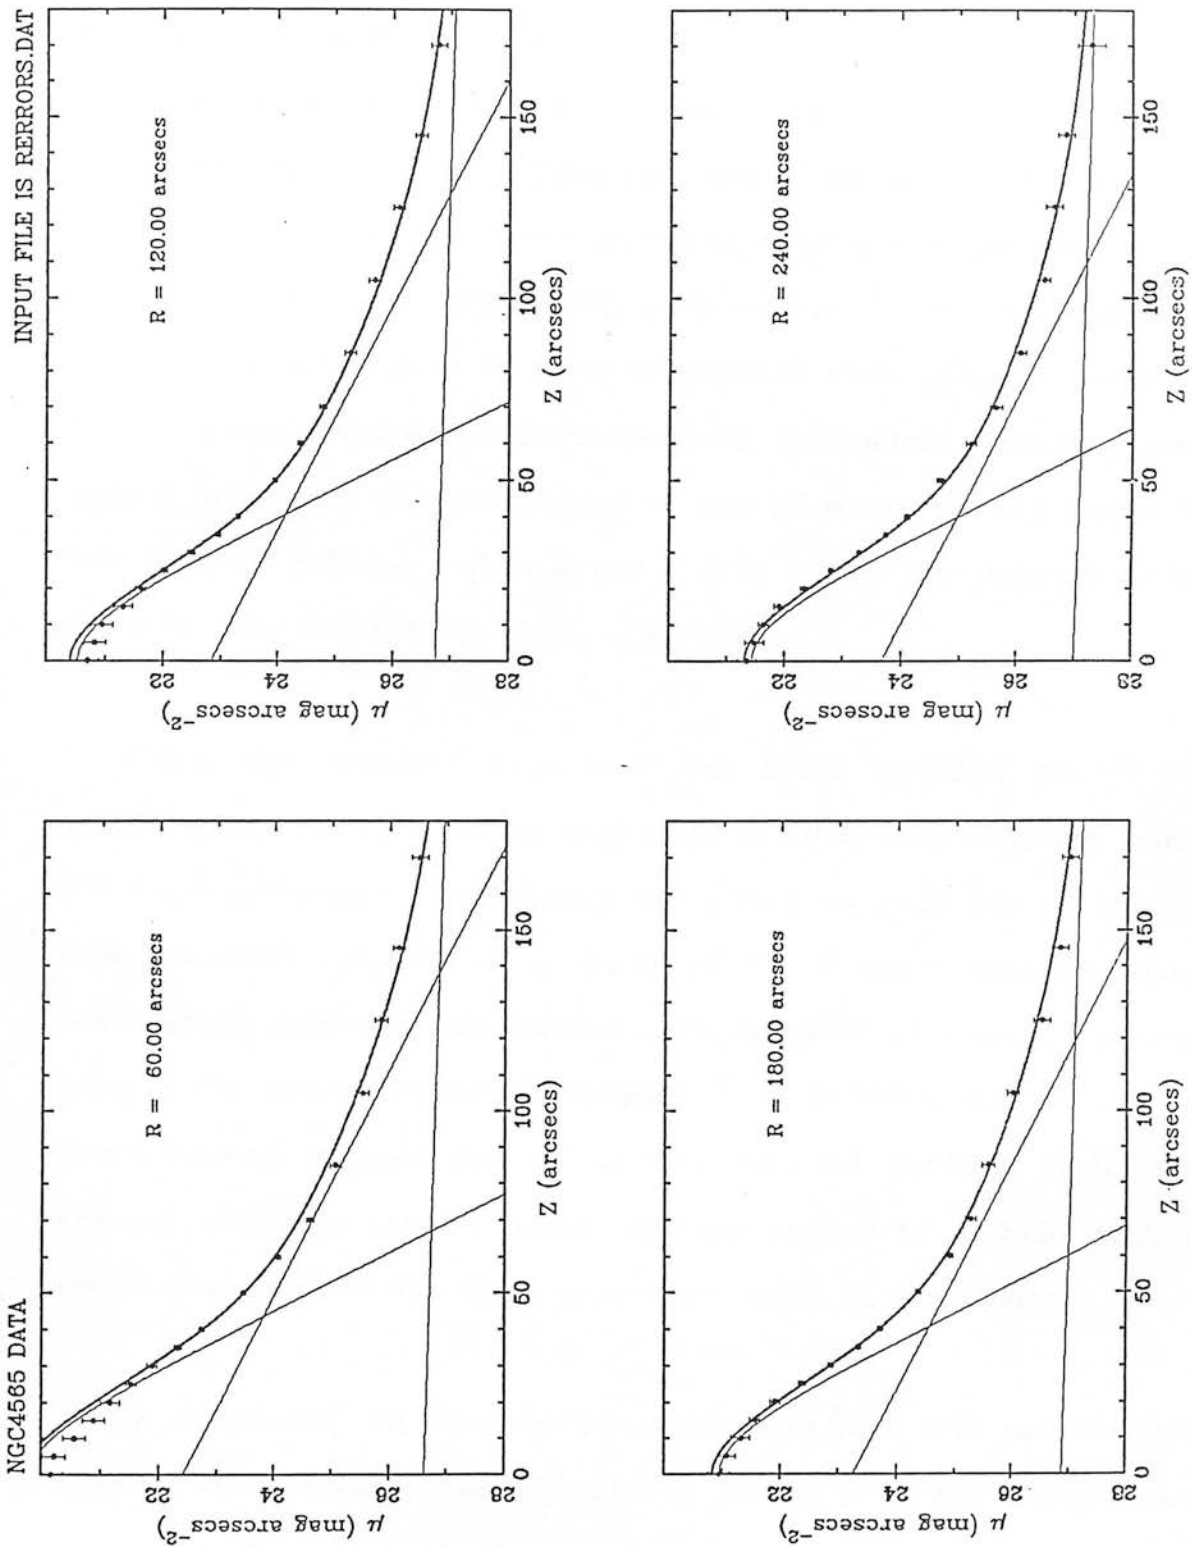 NGC4565 DATA
INPUT FILE IS RERRORS.DAT
R = 60.00 arcsecs
μ (mag arcsecs⁻²)
22
24
26
28
0
50
100
150
Z (arcsecs)
R = 120.00 arcsecs
μ (mag arcsecs⁻²)
22
24
26
28
0
50
100
150
Z (arcsecs)
R = 180.00 arcsecs
μ (mag arcsecs⁻²)
22
24
26
28
0
50
100
150
Z (arcsecs)
R = 240.00 arcsecs
μ (mag arcsecs⁻²)
22
24
26
28
0
50
100
150
Z (arcsecs)